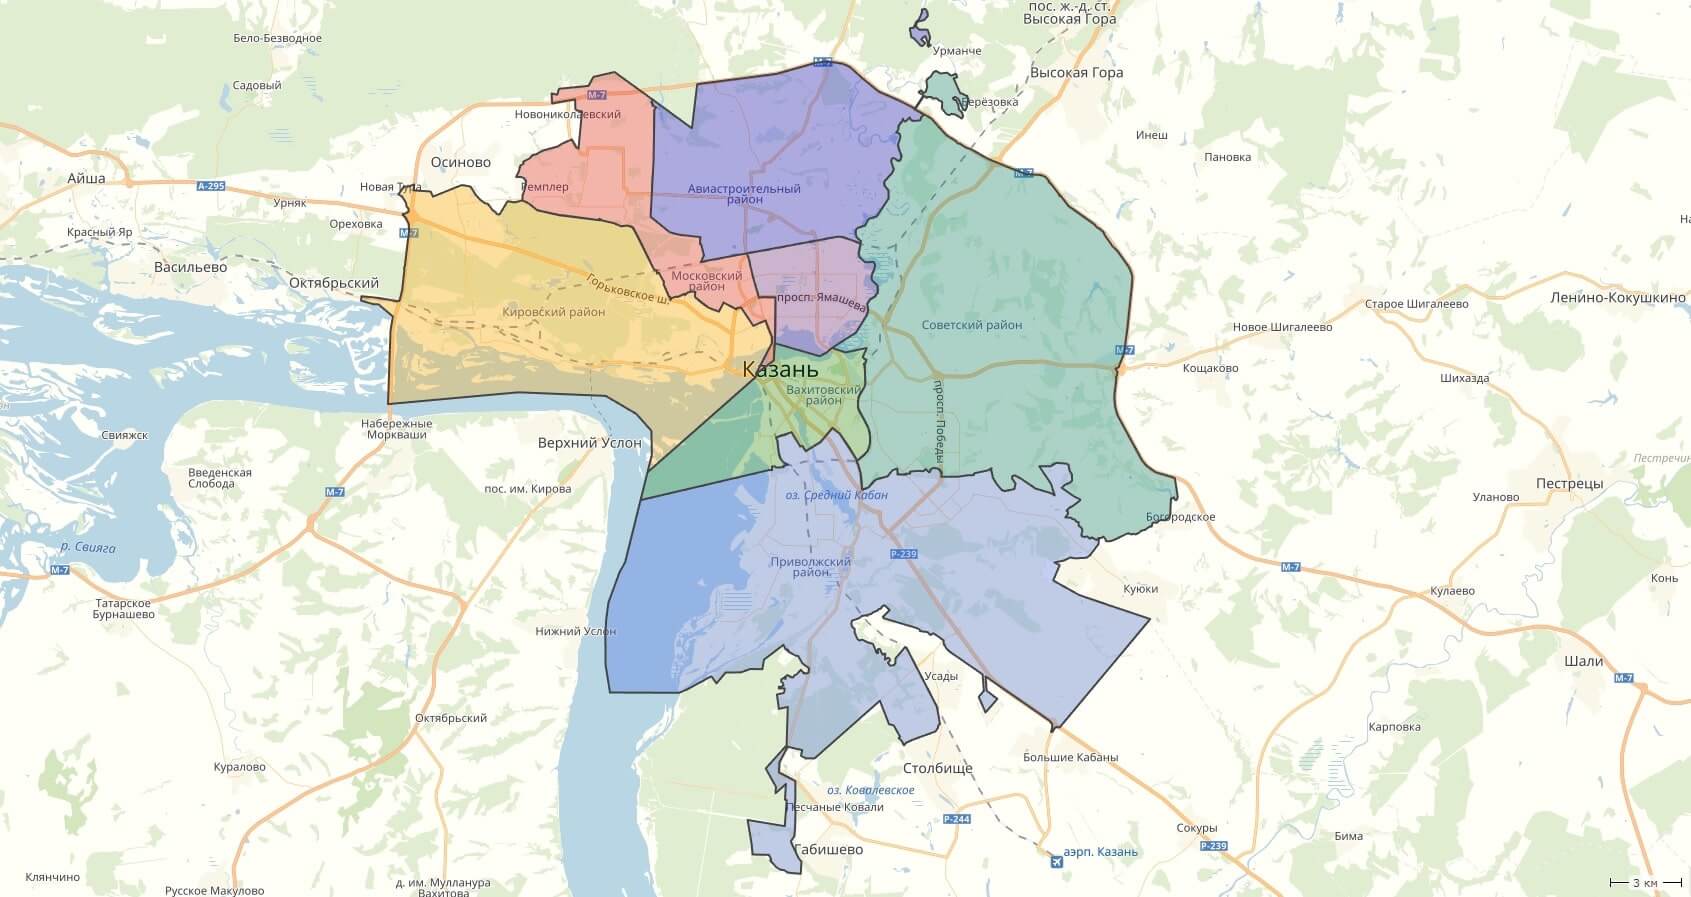 пос. ж.-д. ст.
Высокая Гора
Бело-Безводное
Урманче
М-7
Высокая Гора
Садовый
М-7
Берёзовка
Новониколаевский
Инеш
Пановка
Осиново
М-7
Айша
А-295
Новая Тура
Ремплер
Авиастроительный
район
Урняк
Ореховка
Красный Яр
М-7
Васильево
Октябрьский
Московский
район
Горьковское ш.
просп. Ямашева
Ленино-Кокушкино
Старое Шигалеево
Кировский район
Советский район
Новое Шигалеево
М-7
Казань
Кощаково
Шихазда
Вахитовский
район
просп. Победы
Набережные
Моркваши
Свияжск
Верхний Услон
Введенская
Слобода
Пестречин
пос. им. Кирова
М-7
оз. Средний Кабан
Пестрецы
Уланово
Богородское
р. Свияга
М-7
Р-239
Приволжский
район
М-7
Конь
Куюки
Кулаево
Татарское
Бурнашево
Нижний Услон
Шали
Усады
М-7
Октябрьский
Карповка
Куралово
Столбище
Большие Кабаны
оз. Ковалевское
Песчаные Ковали
Р-244
Сокуры
Бима
Р-239
Габишево
аэрп. Казань
Клянчино
Русское Макулово
д. им. Мулланура
Вахитова
3 км